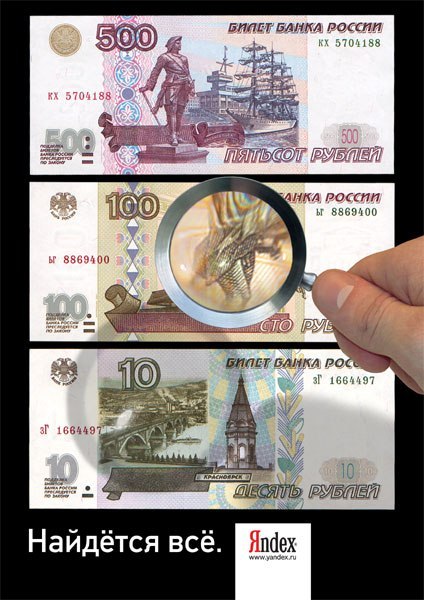 500
БИЛЕТ БАНКА РОССИИ
кх 5704188
кх 5704188
500
ПОДДЕЛКА
БИЛЕТОВ
БАНКА РОССИИ
ПРЕСЛЕДУЕТСЯ
ПО ЗАКОНУ
500
ПЯТЬСОТ РУБЛЕЙ
100
БАНКА РОССИИ
ьг 8869400
ьг 8869400
100
ПОДДЕЛКА
БИЛЕТОВ
БАНКА РОССИИ
ПРЕСЛЕДУЕТСЯ
ПО ЗАКОНУ
СТО РУБ
10
БИЛЕТ БАНКА РОССИИ
зГ 1664497
зГ 1664497
10
ПОДДЕЛКА
БИЛЕТОВ
БАНКА РОССИИ
ПРЕСЛЕДУЕТСЯ
ПО ЗАКОНУ
КРАСНОЯРСК
10
ДЕСЯТЬ РУБЛЕЙ
Найдётся всё.
Яndex
www.yandex.ru